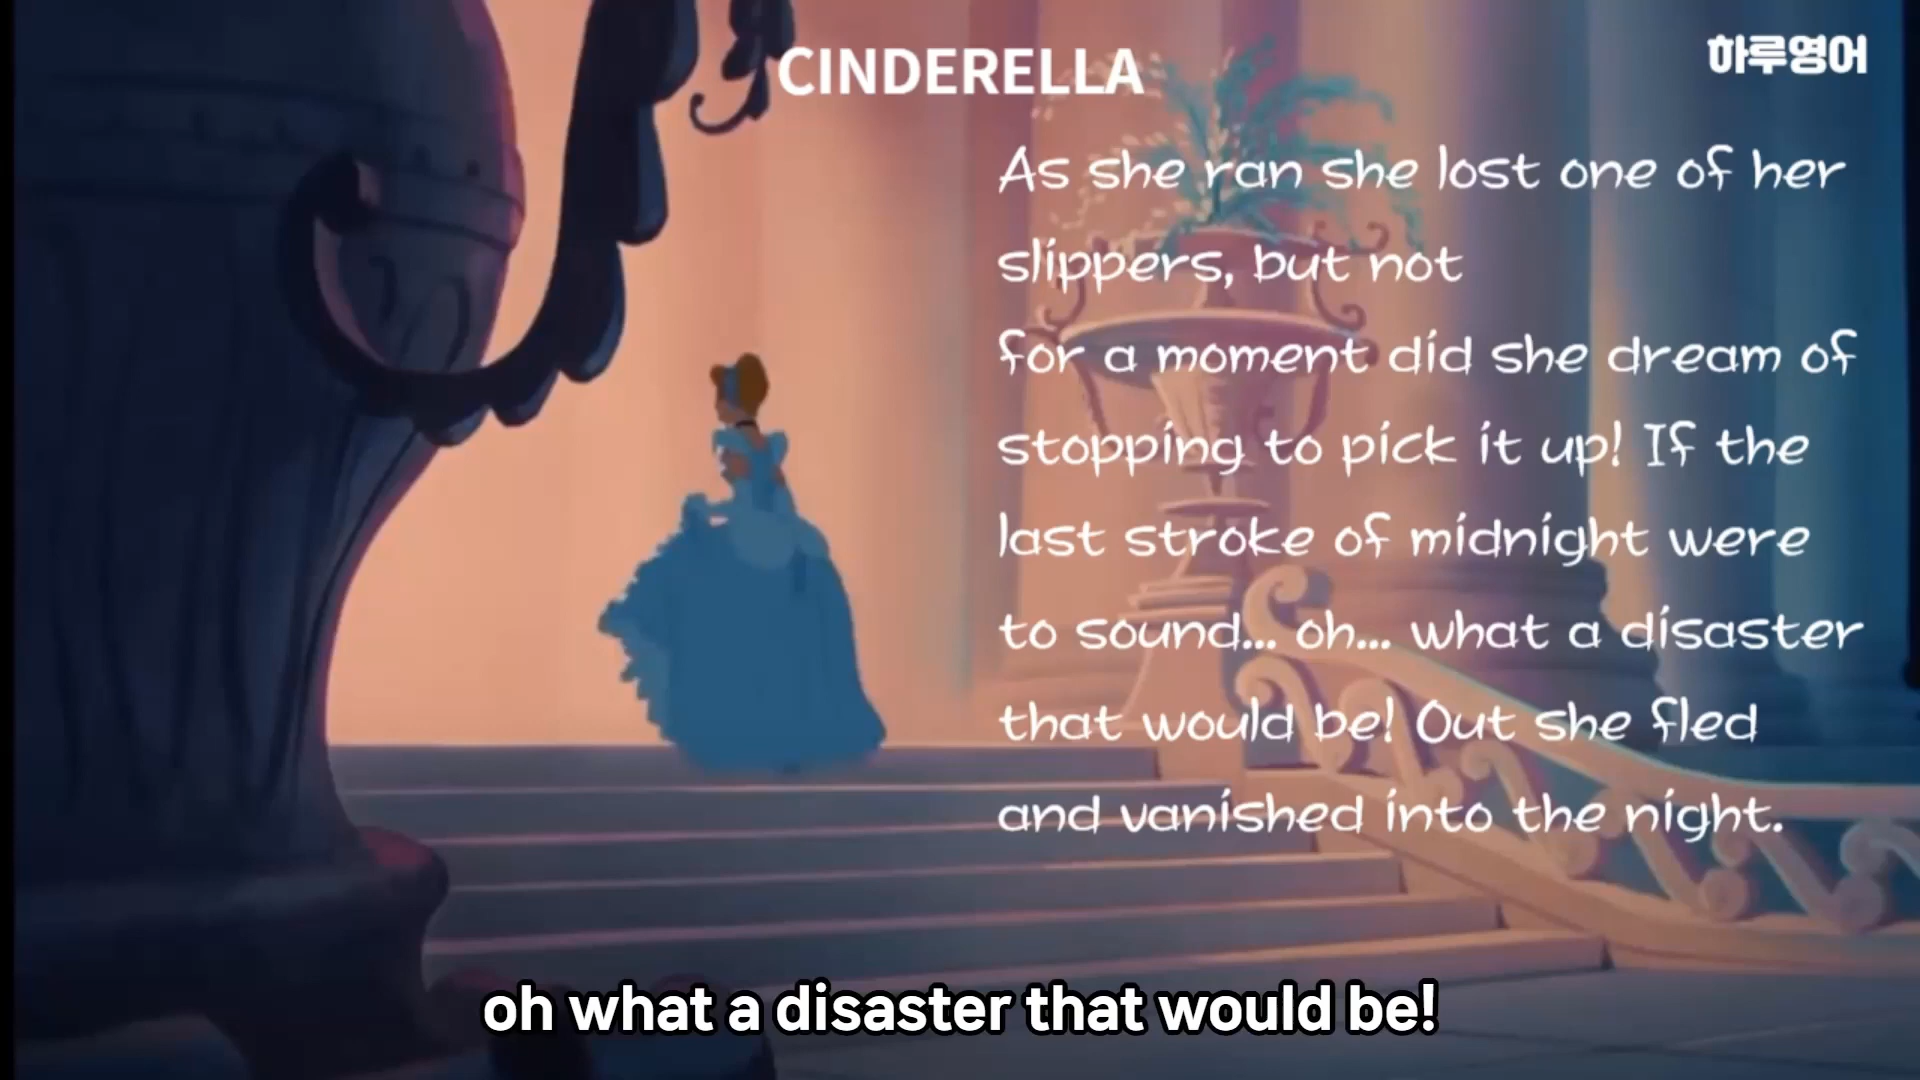 CINDERELLA
하루영어
As she ran she lost one of her
slippers, but not
for a moment did she dream of
stopping to pick it up! If the
last stroke of midnight were
to sound... oh... what a disaster
that would be! Out she fled
and vanished into the night.
oh what a disaster that would be!